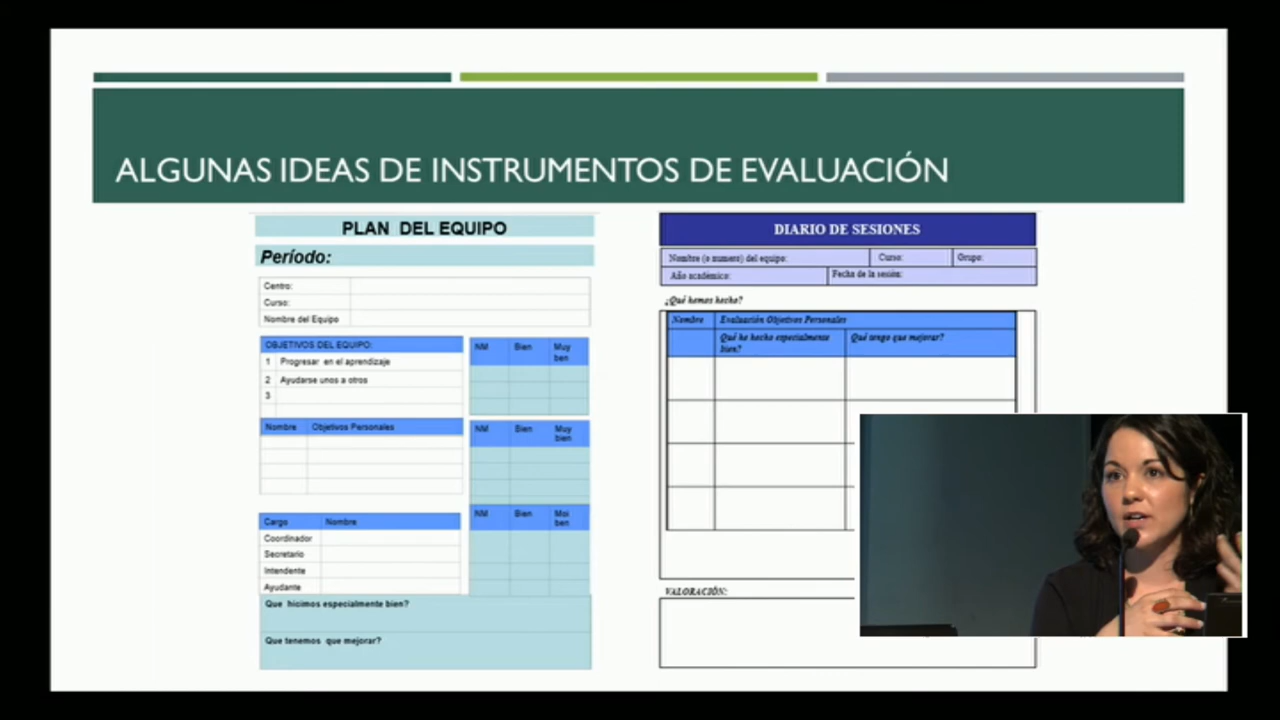 ALGUNAS IDEAS DE INSTRUMENTOS DE EVALUACIÓN
PLAN DEL EQUIPO
Período:
Centro:
Curso:
Nombre del Equipo
OBJETIVOS DEL EQUIPO: NM Bien Muy ben
1 Progresar en el aprendizaje
2 Ayudarse unos a otros
3
Nombre Objetivos Personales NM Bien Muy bien
Cargo Nombre NM Bien Moi ben
Coordinador
Secretario
Intendente
Ayudante
Que hicimos especialmente bien?
Que tenemos que mejorar?
DIARIO DE SESIONES
Nombre (o numero) del equipo: Curso: Grupo:
Año académico: Fecha de la sesión:
¿Qué hemos hecho?
Nombre Evaluación Objetivos Personales
Qué he hecho especialmente bien? Qué tengo que mejorar?
VALORACIÓN: